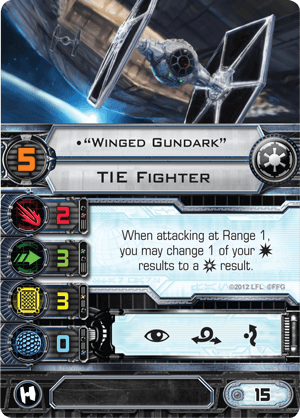 •“Winged Gundark”
5
TIE Fighter
2
When attacking at Range 1,
you may change 1 of your
results to a result.
3
©2012 LFL ©FFG
3
0
15